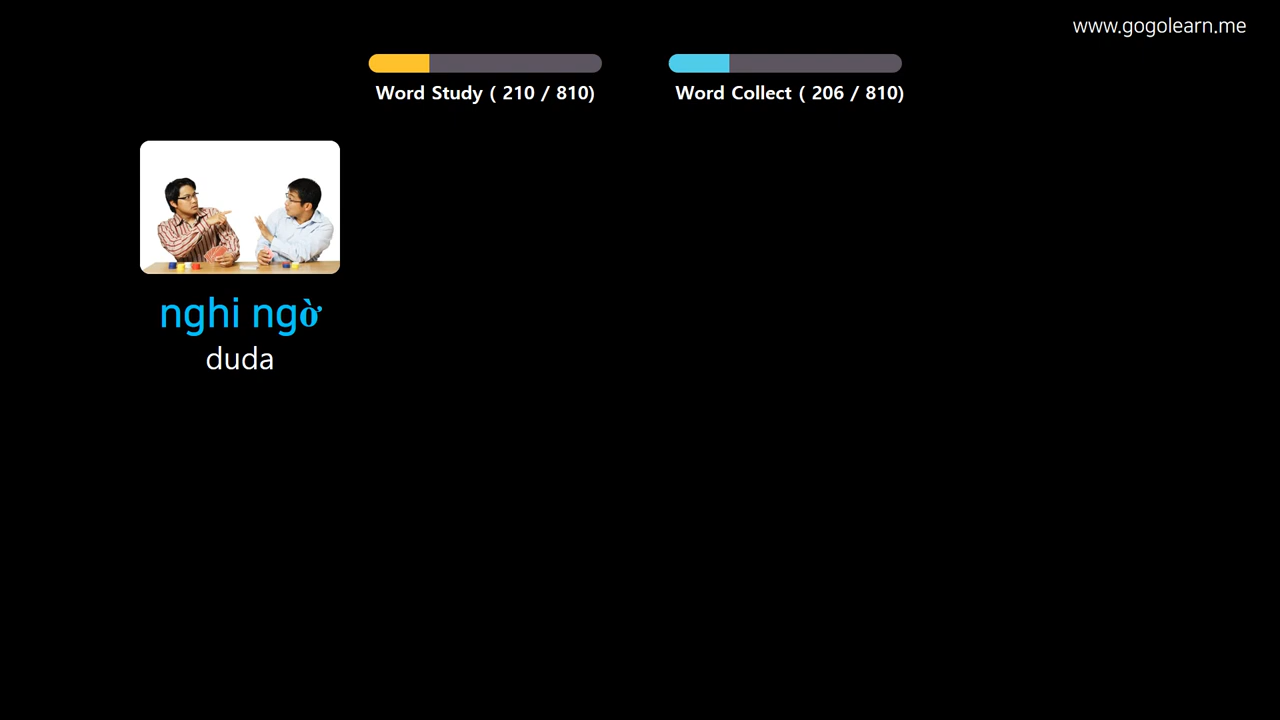 www.gogolearn.me
Word Study ( 210 / 810)
Word Collect ( 206 / 810)
nghi ngờ
duda